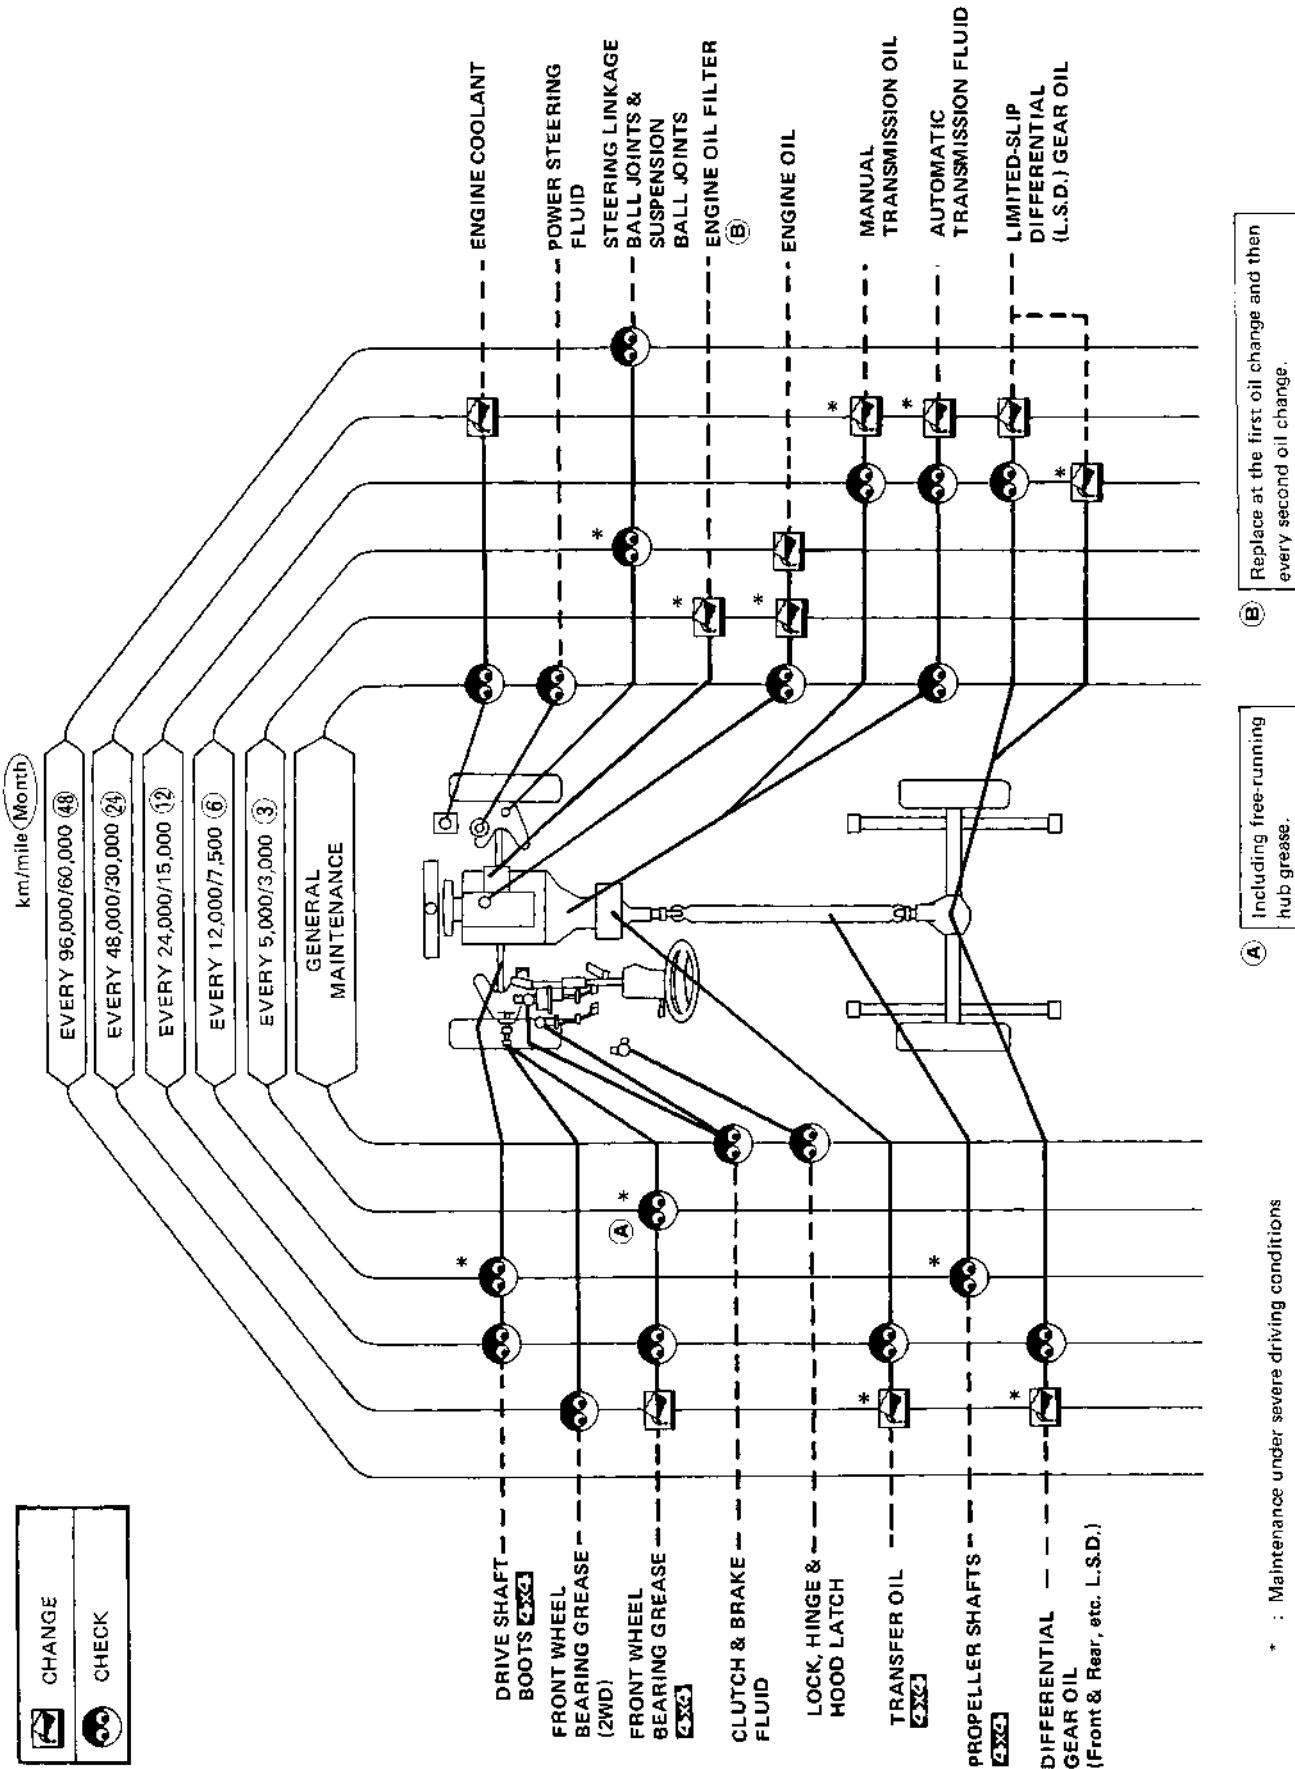 CHANGE
CHECK
km/mile Month
EVERY 96,000/60,000 48
EVERY 48,000/30,000 24
EVERY 24,000/15,000 12
EVERY 12,000/7,500 6
EVERY 5,000/3,000 3
GENERAL
MAINTENANCE
DRIVE SHAFT
BOOTS 4X4
FRONT WHEEL
BEARING GREASE
(2WD)
FRONT WHEEL
BEARING GREASE
4X4
CLUTCH & BRAKE
FLUID
LOCK, HINGE &
HOOD LATCH
TRANSFER OIL
4X4
PROPELLER SHAFTS
4X4
DIFFERENTIAL
GEAR OIL
(Front & Rear, etc. L.S.D.)
*
*
A
*
*
*
ENGINE COOLANT
POWER STEERING
FLUID
STEERING LINKAGE
BALL JOINTS &
SUSPENSION
BALL JOINTS
ENGINE OIL FILTER
B
ENGINE OIL
MANUAL
TRANSMISSION OIL
AUTOMATIC
TRANSMISSION FLUID
LIMITED-SLIP
DIFFERENTIAL
(L.S.D.) GEAR OIL
*
*
*
*
*
*
* : Maintenance under severe driving conditions
A Including free-running
hub grease.
B Replace at the first oil change and then
every second oil change.